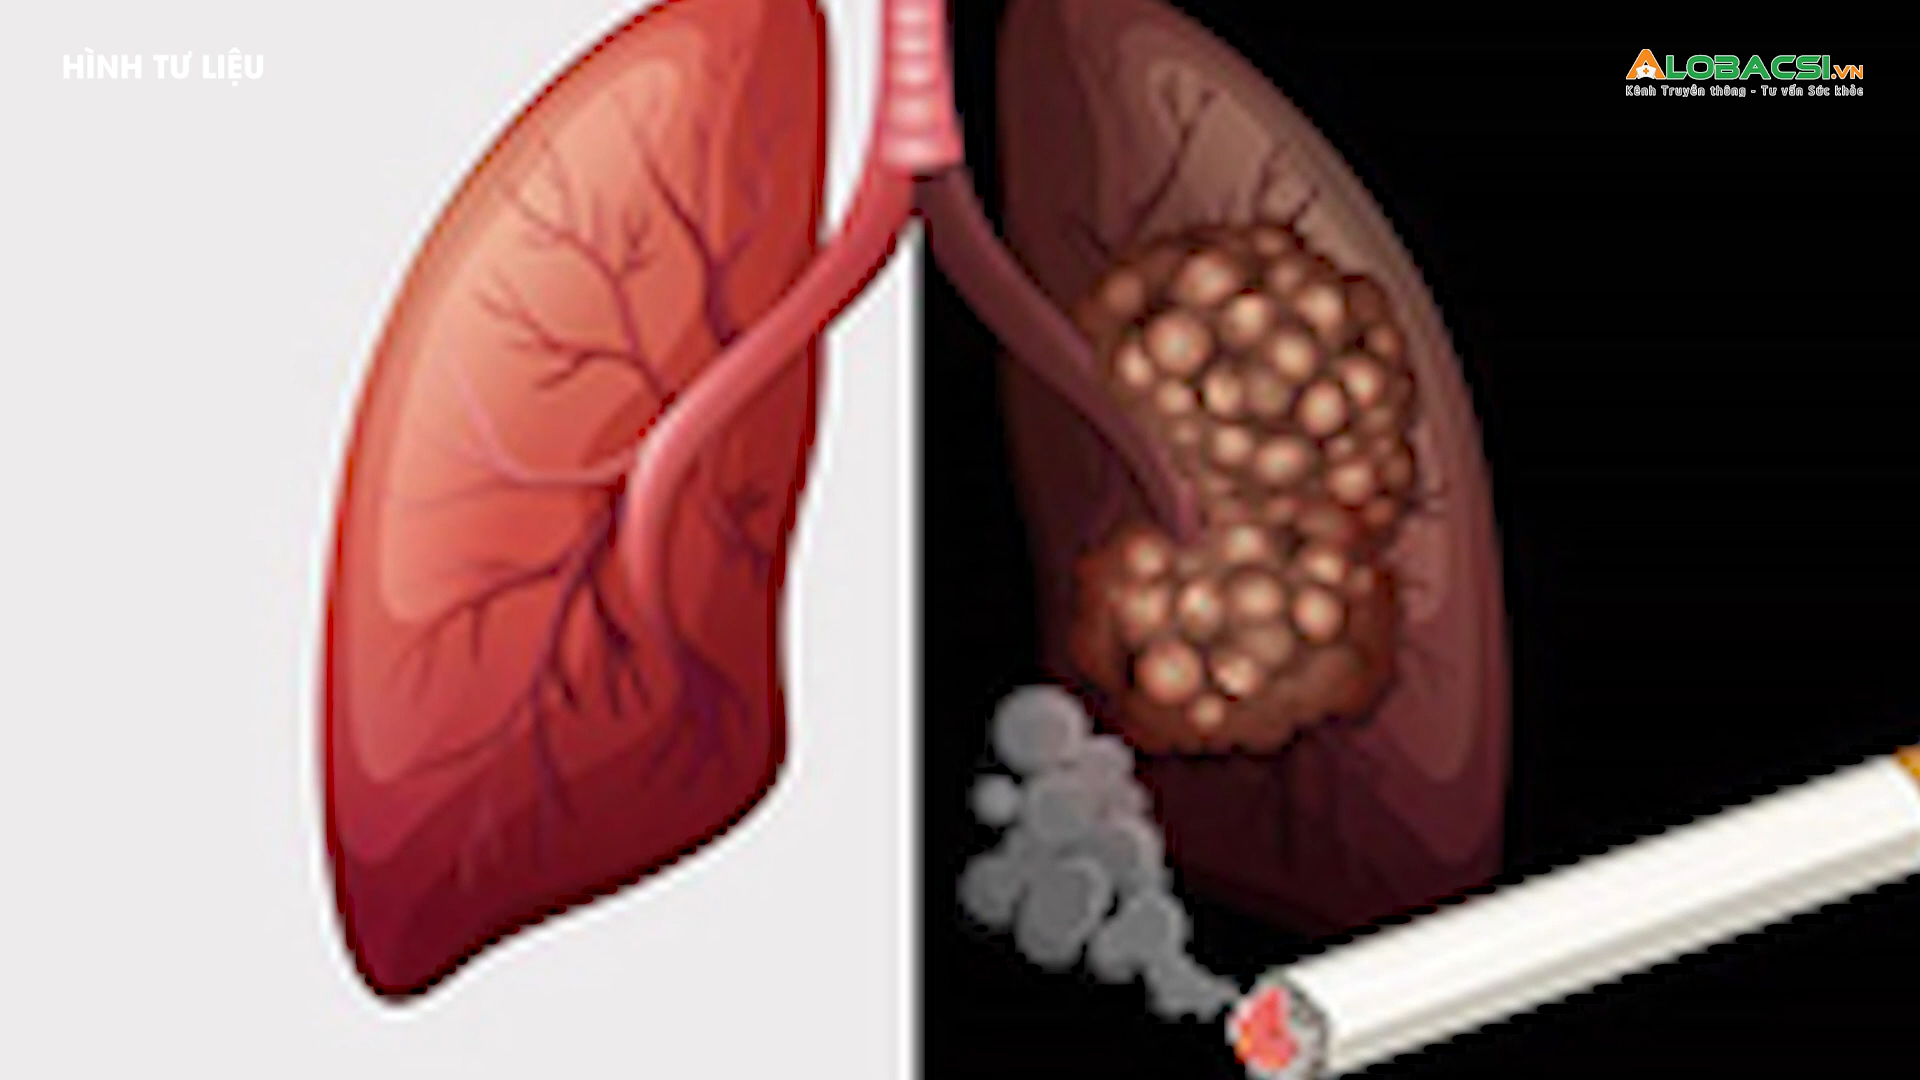 HÌNH TƯ LIỆU
ALOBACSI.VN
Kênh Truyền thông - Tư vấn Sức khỏe